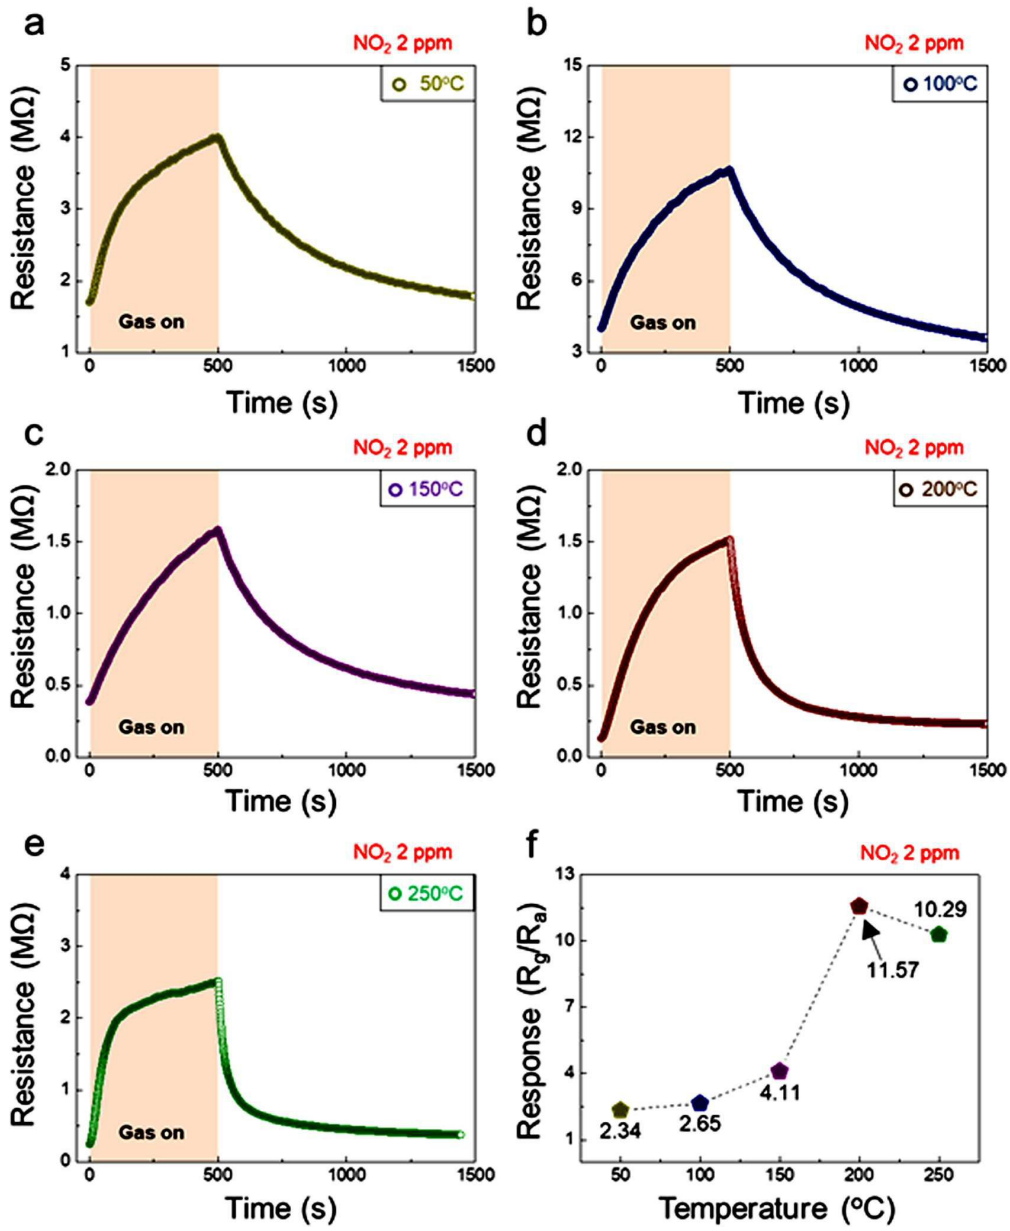 a
NO₂ 2 ppm
5
4
3
2
1
50°C
Gas on
0
500
1000
1500
Resistance (MΩ)
Time (s)
b
NO₂ 2 ppm
15
12
9
6
3
100°C
Gas on
0
500
1000
1500
Resistance (MΩ)
Time (s)
c
NO₂ 2 ppm
2.0
1.5
1.0
0.5
0.0
150°C
Gas on
0
500
1000
1500
Resistance (MΩ)
Time (s)
d
NO₂ 2 ppm
2.0
1.5
1.0
0.5
0.0
200°C
Gas on
0
500
1000
1500
Resistance (MΩ)
Time (s)
e
NO₂ 2 ppm
4
3
2
1
0
250°C
Gas on
0
500
1000
1500
Resistance (MΩ)
Time (s)
f
NO₂ 2 ppm
13
10
7
4
1
2.34
2.65
4.11
11.57
10.29
50
100
150
200
250
Response (Rg/Ra)
Temperature (°C)